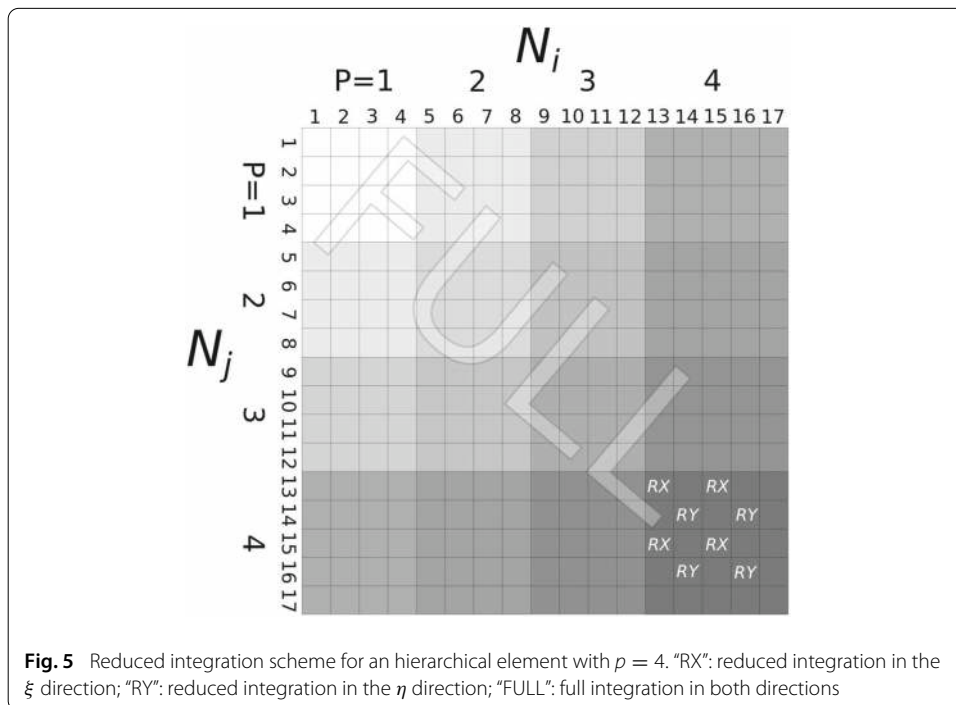 N_i
P=1 2 3 4
1 2 3 4 5 6 7 8 9 10 11 12 13 14 15 16 17
N_j
P=1
2
3
4
1
2
3
4
5
6
7
8
9
10
11
12
13
14
15
16
17
FULL
RX RX
RY RY
RX RX
RY RY
Fig. 5 Reduced integration scheme for an hierarchical element with p = 4. “RX”: reduced integration in the
ξ direction; “RY”: reduced integration in the η direction; “FULL”: full integration in both directions